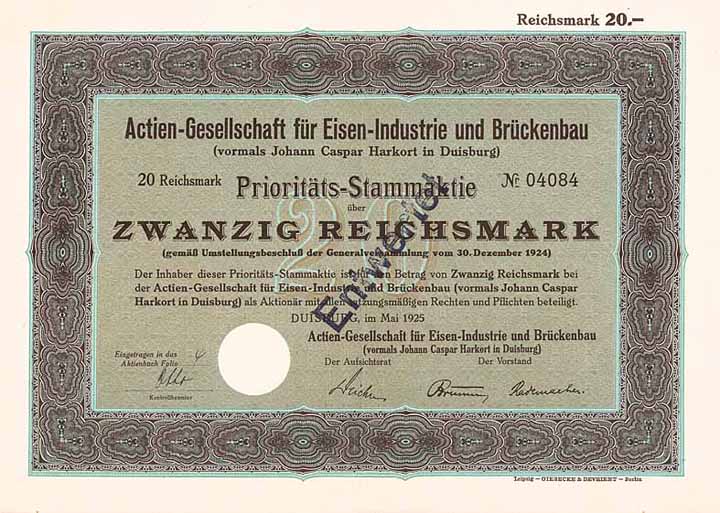 Reichsmark 20.—
Actien-Gesellschaft für Eisen-Industrie und Brückenbau
(vormals Johann Caspar Harkort in Duisburg)
20 Reichsmark Prioritäts-Stammaktie № 04084
über
20
ZWANZIG REICHSMARK
(gemäß Umstellungsbeschluß der Generalversammlung vom 30. Dezember 1924)
Der Inhaber dieser Prioritäts-Stammaktie ist für den Betrag von Zwanzig Reichsmark bei
der Actien-Gesellschaft für Eisen-Industrie und Brückenbau (vormals Johann Caspar
Harkort in Duisburg) als Aktionär mit allen satzungsmäßigen Rechten und Pflichten beteiligt.
DUISBURG, im Mai 1925
Entwertet
Actien-Gesellschaft für Eisen-Industrie und Brückenbau
(vormals Johann Caspar Harkort in Duisburg)
Der Aufsichtsrat Der Vorstand
Eingetragen in das
Aktienbuch Folio 4
Kontrollbeamter
Rademacher
Leipzig — GIESECKE & DEVRIENT — Berlin